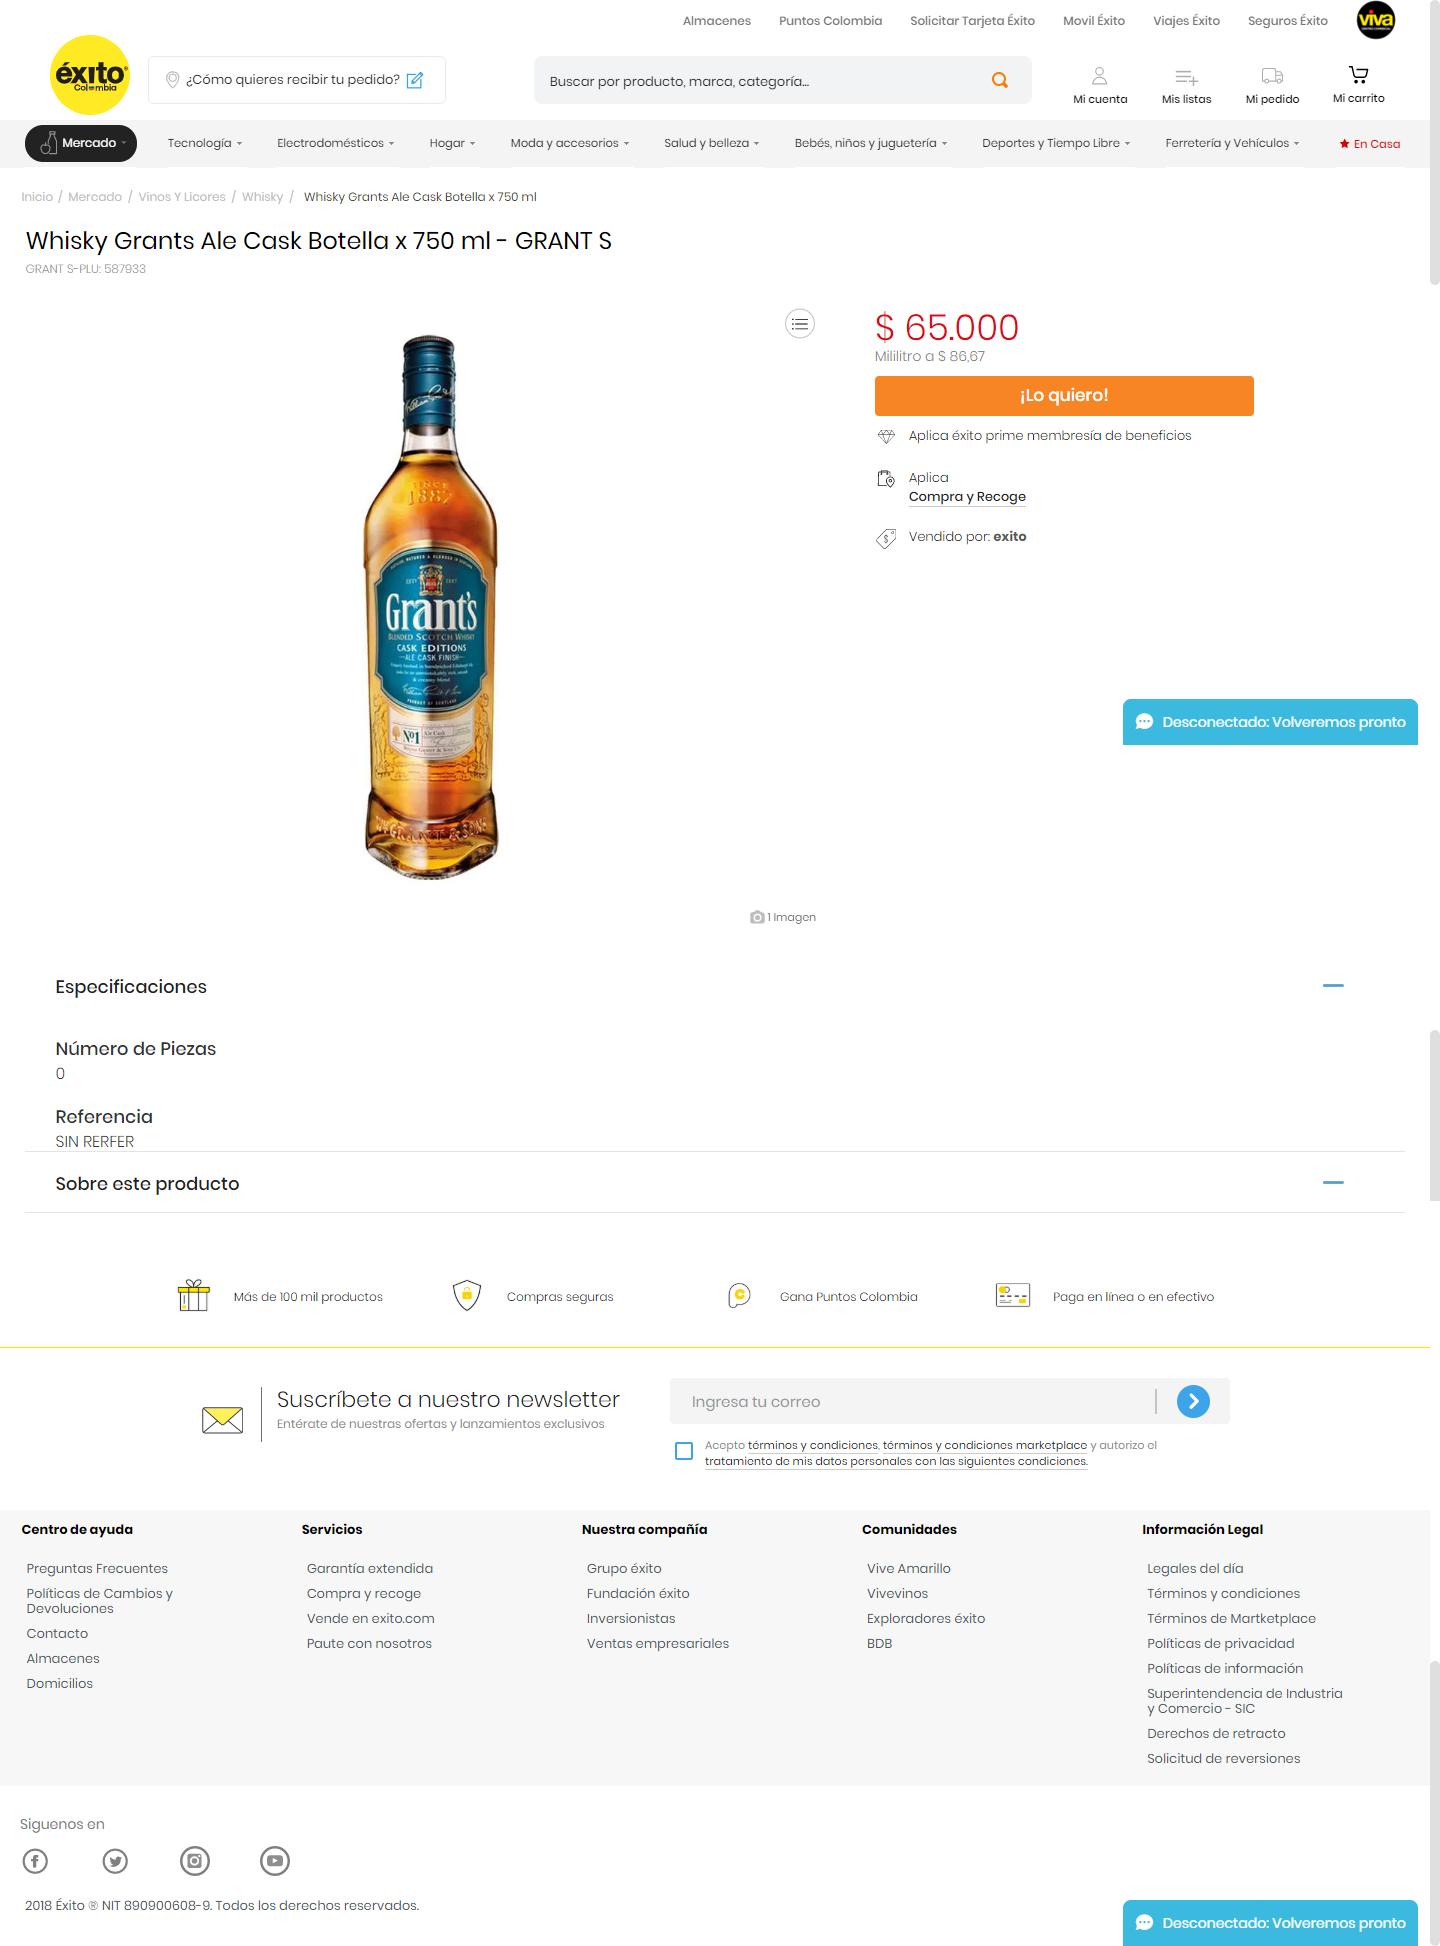 Almacenes Puntos Colombia Solicitar Tarjeta Éxito Movil Éxito Viajes Éxito Seguros Éxito viva
éxito
Colombia
¿Cómo quieres recibir tu pedido?
Buscar por producto, marca, categoría...
Mi cuenta Mis listas Mi pedido Mi carrito
Mercado Tecnología Electrodomésticos Hogar Moda y accesorios Salud y belleza Bebés, niños y juguetería Deportes y Tiempo Libre Ferretería y Vehículos En Casa
Inicio / Mercado / Vinos Y Licores / Whisky / Whisky Grants Ale Cask Botella x 750 ml
Whisky Grants Ale Cask Botella x 750 ml - GRANT S
GRANT S-PLU: 587933
SINCE
1887
Grant's
BLENDED SCOTCH WHISKY
CASK EDITIONS
ALE CASK FINISH
PRODUCT OF SCOTLAND
Nº1
Ale Cask
1 Imagen
$ 65.000
Mililitro a $ 86,67
¡Lo quiero!
Aplica éxito prime membresía de beneficios
Aplica
Compra y Recoge
Vendido por: exito
Desconectado: Volveremos pronto
Especificaciones
Número de Piezas
0
Referencia
SIN RERFER
Sobre este producto
Más de 100 mil productos
Compras seguras
Gana Puntos Colombia
Paga en línea o en efectivo
Suscríbete a nuestro newsletter
Entérate de nuestras ofertas y lanzamientos exclusivos
Ingresa tu correo
Acepto términos y condiciones, términos y condiciones marketplace y autorizo el
tratamiento de mis datos personales con las siguientes condiciones.
Centro de ayuda
Preguntas Frecuentes
Políticas de Cambios y
Devoluciones
Contacto
Almacenes
Domicilios
Servicios
Garantía extendida
Compra y recoge
Vende en exito.com
Paute con nosotros
Nuestra compañía
Grupo éxito
Fundación éxito
Inversionistas
Ventas empresariales
Comunidades
Vive Amarillo
Vivevinos
Exploradores éxito
BDB
Información Legal
Legales del día
Términos y condiciones
Términos de Martketplace
Políticas de privacidad
Políticas de información
Superintendencia de Industria
y Comercio - SIC
Derechos de retracto
Solicitud de reversiones
Siguenos en
2018 Éxito ® NIT 890900608-9. Todos los derechos reservados.
Desconectado: Volveremos pronto